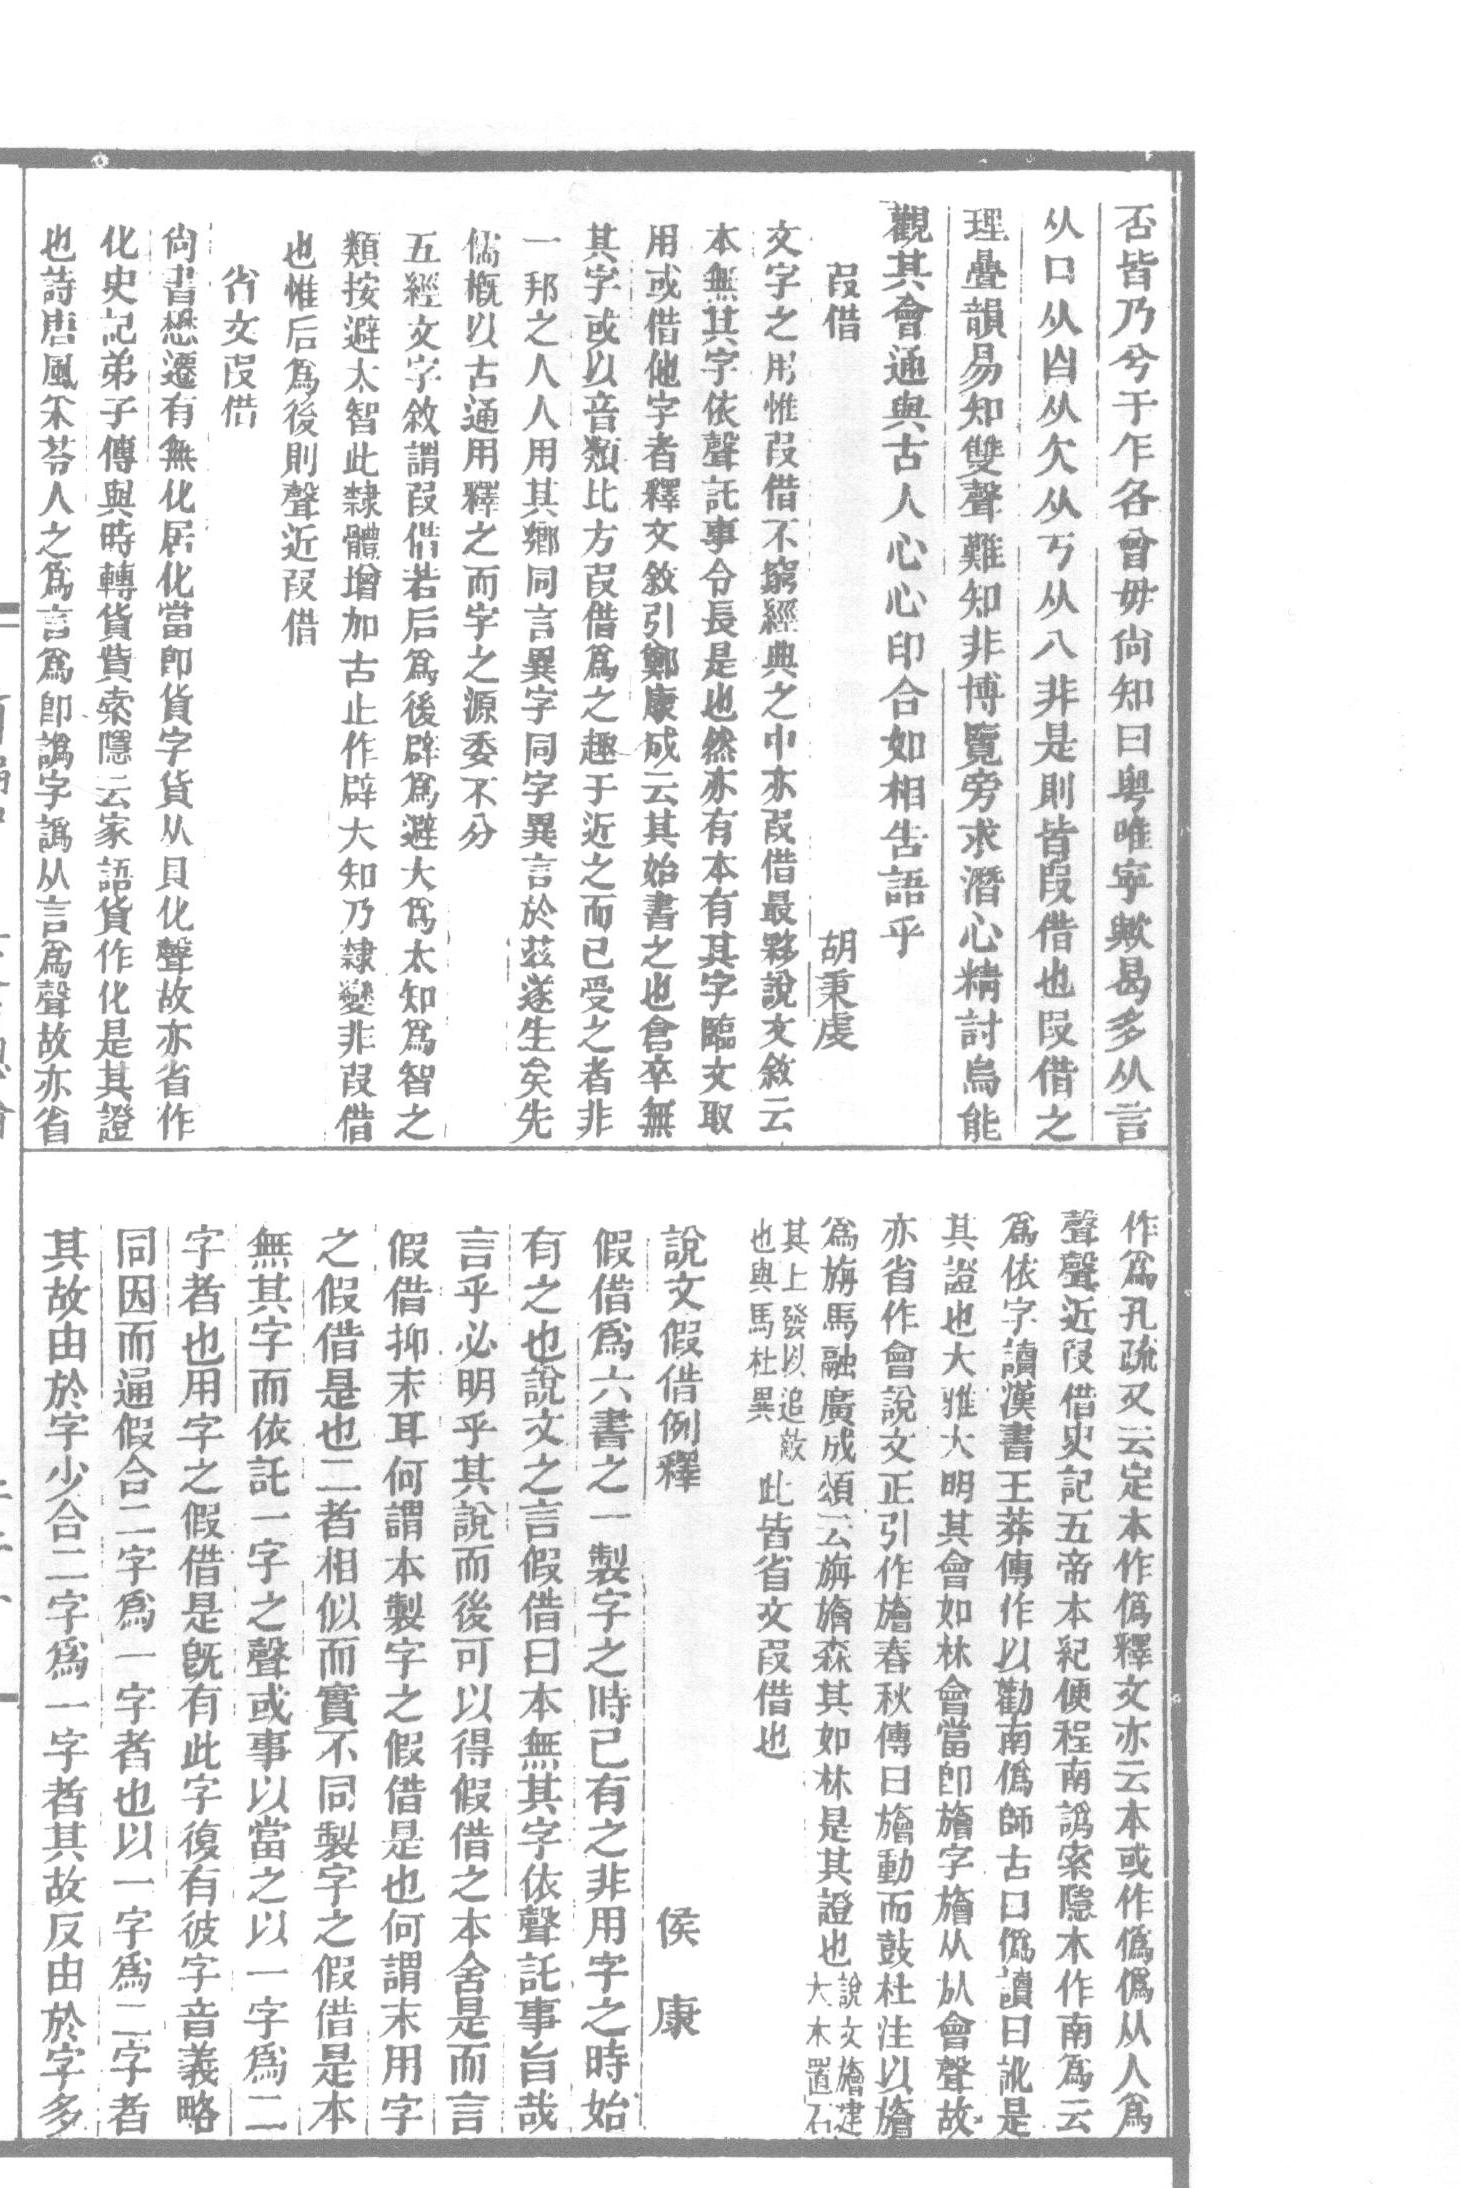 否皆乃兮于乍各曾毋尙知曰粤唯寧歟曷多从言
从口从自从欠从丂从八非是則皆叚借也叚借之
理疊韻易知雙聲難知非博覽旁求潛心精討烏能
觀其會通與古人心心印合如相告語乎
叚借　胡秉虔
文字之用惟叚借不窮經典之中亦叚借最夥說文敘云
本無其字依聲託事令長是也然亦有本有其字臨文取
用或借他字者釋文敘引鄭康成云其始書之也倉卒無
其字或以音類比方叚借爲之趣于近之而已受之者非
一邦之人人用其鄉同言異字同字異言於茲遂生矣先
儒槪以古通用釋之而字之源委不分
五經文字敘謂叚借若后爲後辟爲避大爲太知爲智之
類按避太智此隸體增加古止作辟大知乃隸變非叚借
也惟后爲後則聲近叚借
省文叚借
尙書懋遷有無化居化當卽貨字貨从貝化聲故亦省作
化史記弟子傳與時轉貨貲索隱云家語貨作化是其證
也詩唐風采苓人之爲言爲卽譌字譌从言爲聲故亦省
作爲孔疏又云定本作僞釋文亦云本或作僞僞从人爲
聲聲近叚借史記五帝本紀便程南譌索隱木作南爲云
爲依字讀漢書王莽傳作以勸南僞師古曰僞讀曰訛是
其證也大雅大明其會如林會當卽旝字旝从㫃會聲故
亦省作會說文正引作旝春秋傳曰旝動而鼓杜注以旝
爲旃馬融廣成頌云旃旝森其如林是其證也說文旝建大木置石
其上發以追敵也與馬杜異此皆省文叚借也
說文假借例釋　侯康
假借爲六書之一製字之時已有之非用字之時始
有之也說文之言假借曰本無其字依聲託事旨哉
言乎必明乎其說而後可以得假借之本舍是而言
假借抑末耳何謂本製字之假借是也何謂末用字
之假借是也二者相似而實不同製字之假借是本
無其字而依託一字之聲或事以當之以一字爲二
字者也用字之假借是旣有此字復有彼字音義略
同因而通假合二字爲一字者也以一字爲二字者
其故由於字少合二字爲一字者其故反由於字多